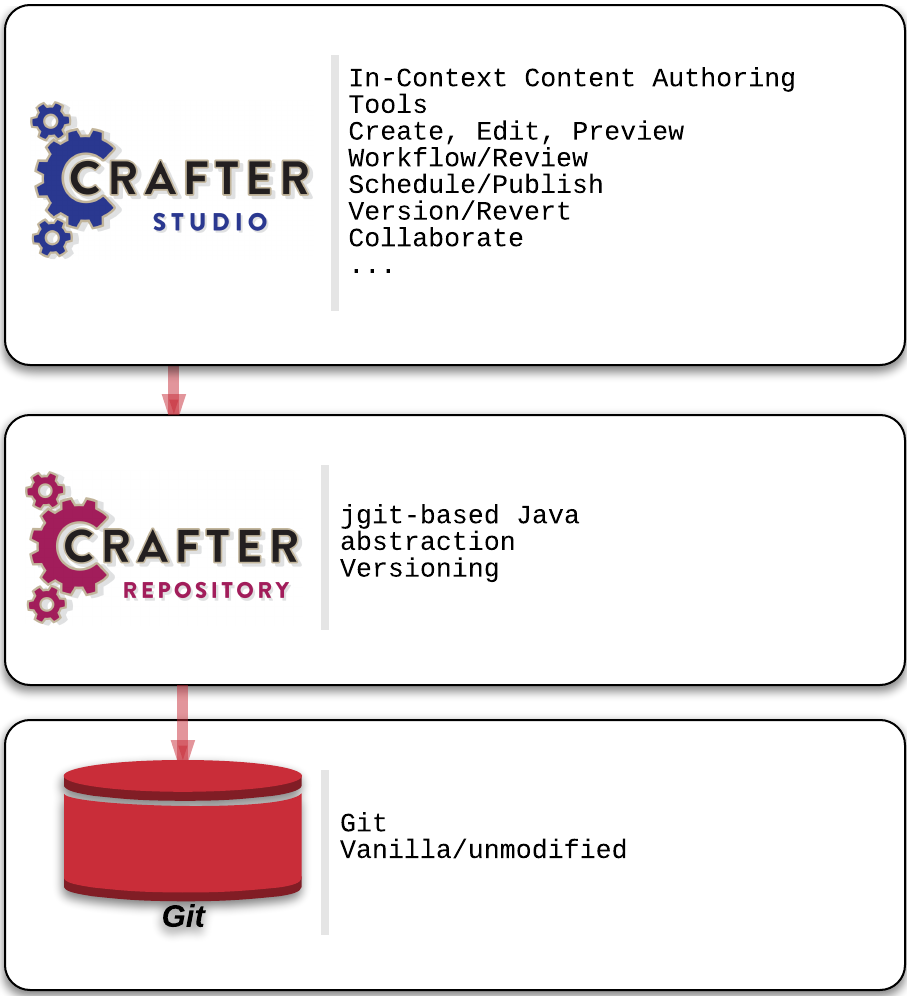 CRAFTER
STUDIO
In-Context Content Authoring
Tools
Create, Edit, Preview
Workflow/Review
Schedule/Publish
Version/Revert
Collaborate
...
CRAFTER
REPOSITORY
jgit-based Java
abstraction
Versioning
Git
Git
Vanilla/unmodified